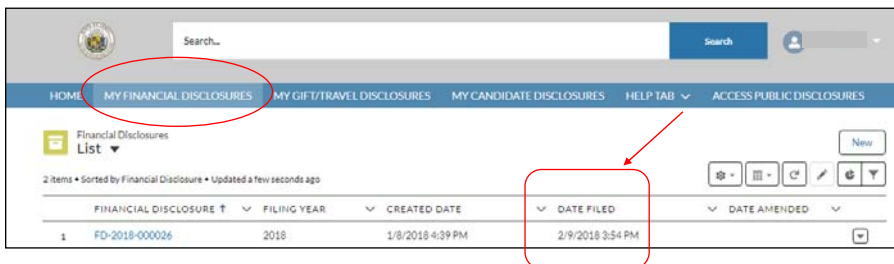 Search...
Search
HOME MY FINANCIAL DISCLOSURES MY GIFT/TRAVEL DISCLOSURES MY CANDIDATE DISCLOSURES HELP TAB ACCESS PUBLIC DISCLOSURES
Financial Disclosures
List
New
2 items • Sorted by Financial Disclosure • Updated a few seconds ago
FINANCIAL DISCLOSURE ↑ FILING YEAR CREATED DATE DATE FILED DATE AMENDED
1 FD-2018-000026 2018 1/8/2018 4:39 PM 2/9/2018 3:54 PM